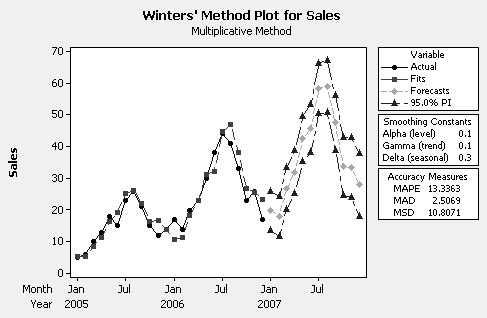 Winters' Method Plot for Sales
Multiplicative Method
70
60
50
40
30
20
10
0
Sales
Month Jan Jul Jan Jul Jan Jul
Year 2005 2006 2007
Variable
Actual
Fits
Forecasts
95.0% PI
Smoothing Constants
Alpha (level) 0.1
Gamma (trend) 0.1
Delta (seasonal) 0.3
Accuracy Measures
MAPE 13.3363
MAD 2.5069
MSD 10.8071